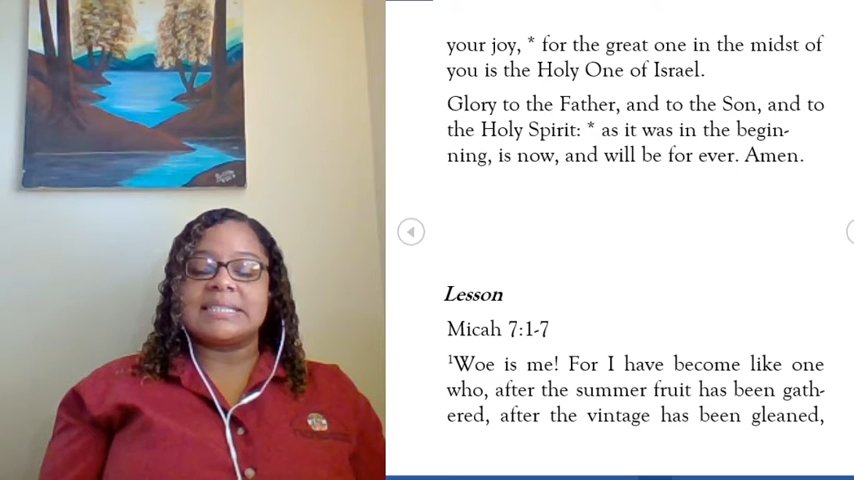 your joy, * for the great one in the midst of
you is the Holy One of Israel.
Glory to the Father, and to the Son, and to
the Holy Spirit: * as it was in the begin-
ning, is now, and will be for ever. Amen.
Lesson
Micah 7:1-7
¹Woe is me! For I have become like one
who, after the summer fruit has been gath-
ered, after the vintage has been gleaned,